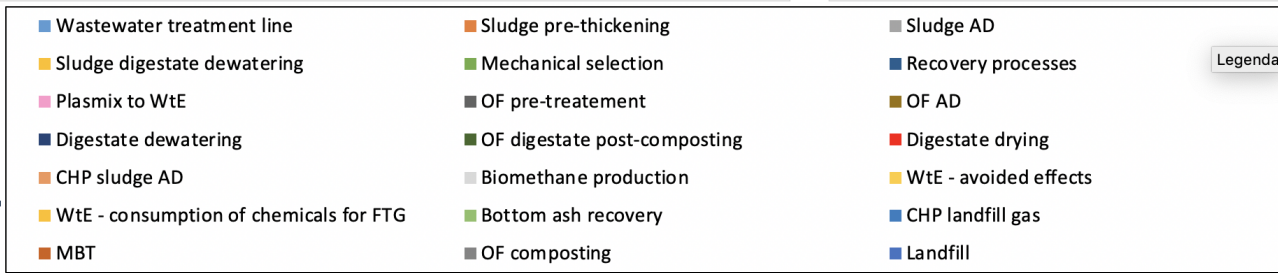 Wastewater treatment line Sludge pre-thickening Sludge AD
Sludge digestate dewatering Mechanical selection Recovery processes
Legenda
Plasmix to WtE OF pre-treatement OF AD
Digestate dewatering OF digestate post-composting Digestate drying
CHP sludge AD Biomethane production WtE - avoided effects
WtE - consumption of chemicals for FTG Bottom ash recovery CHP landfill gas
MBT OF composting Landfill